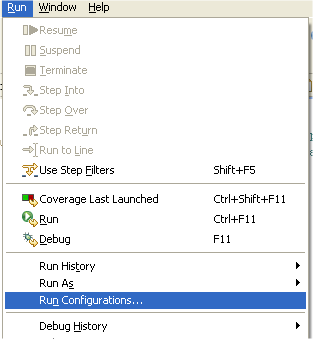 Run Window Help
Resume
Suspend
Terminate
Step Into
Step Over
Step Return
Run to Line
Use Step Filters Shift+F5
Coverage Last Launched Ctrl+Shift+F11
Run Ctrl+F11
Debug F11
Run History
Run As
Run Configurations...
Debug History